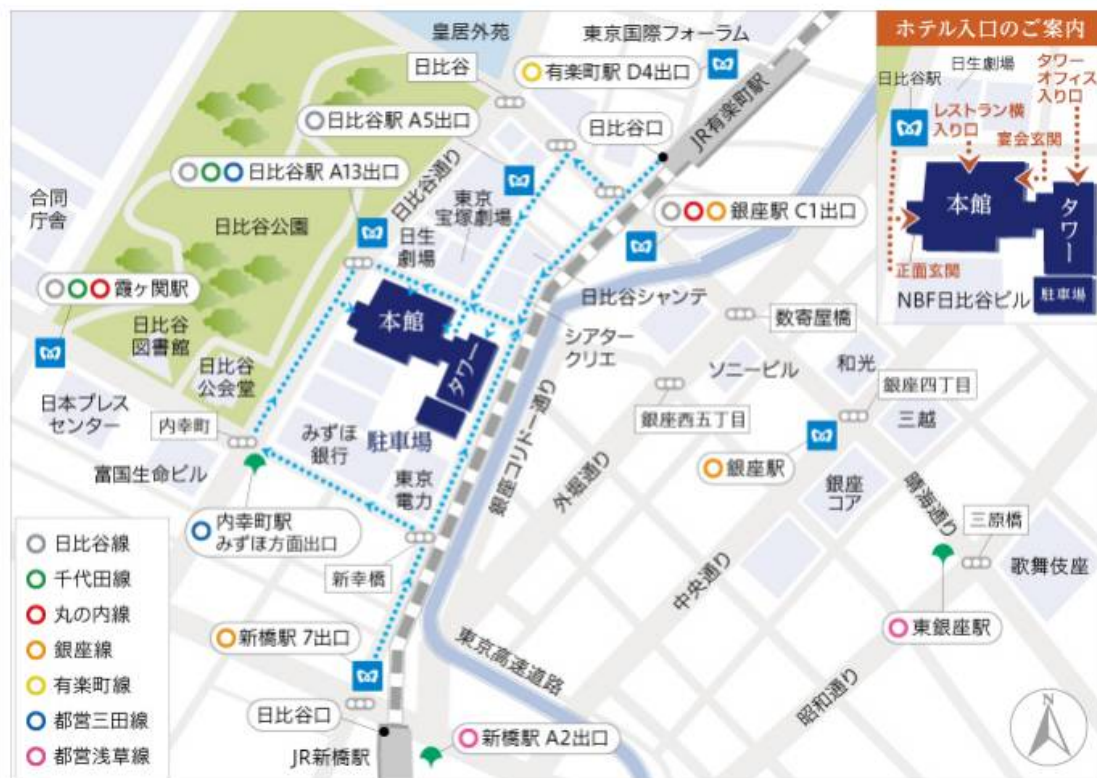 皇居外苑
東京国際フォーラム
日比谷
有楽町駅 D4出口
日比谷駅 A5出口
日比谷口
JR有楽町駅
日比谷駅 A13出口
日比谷通り
東京
宝塚劇場
合同
庁舎
日比谷公園
日生
劇場
銀座駅 C1出口
霞ヶ関駅
日比谷
図書館
日比谷
公会堂
本館
タワー
駐車場
日比谷シャンテ
シアター
クリエ
数寄屋橋
ソニービル
和光
銀座四丁目
銀座西五丁目
三越
日本プレス
センター
内幸町
富国生命ビル
みずほ
銀行
東京
電力
銀座コリドー通り
外堀通り
銀座駅
銀座
コア
晴海通り
三原橋
歌舞伎座
内幸町駅
みずほ方面出口
新幸橋
中央通り
東銀座駅
新橋駅 7出口
東京高速道路
昭和通り
日比谷口
JR新橋駅
新橋駅 A2出口
日比谷線
千代田線
丸の内線
銀座線
有楽町線
都営三田線
都営浅草線
N
ホテル入口のご案内
日生劇場
日比谷駅
タワー
オフィス
入り口
レストラン横
入り口
宴会玄関
本館
タワー
正面玄関
NBF日比谷ビル
駐車場